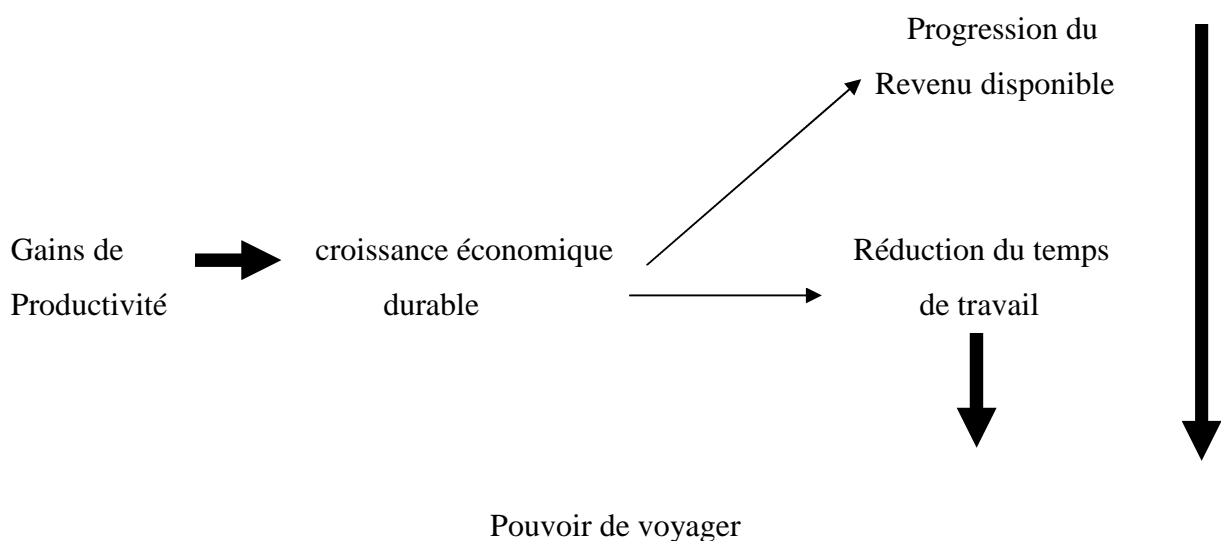 Progression du
Revenu disponible
Gains de
Productivité
croissance économique
durable
Réduction du temps
de travail
Pouvoir de voyager